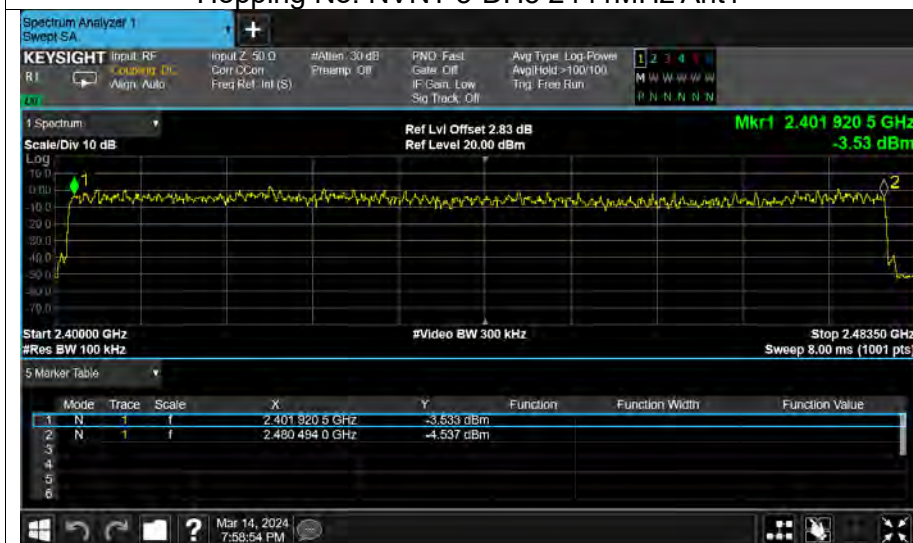 Hopping No. NVNT 3-DH5 2441MHz Ant1
Spectrum Analyzer 1
Swept SA
KEYSIGHT
R1
Input: RF
Coupling: DC
Align: Auto
Input Z: 50 Ω
Corr CCorr
Freq Ref: Int (S)
#Atten: 30 dB
Preamp: Off
PNO: Fast
Gate: Off
IF Gain: Low
Sig Track: Off
Avg Type: Log-Power
Avg|Hold: >100/100
Trig: Free Run
1 2 3 4 5 6
M W W W W W
P N N N N N
1 Spectrum
Scale/Div 10 dB
Ref Lvl Offset 2.83 dB
Ref Level 20.00 dBm
Mkr1 2.401 920 5 GHz
-3.53 dBm
Log
10.0
0.00
-10.0
-20.0
-30.0
-40.0
-50.0
-60.0
-70.0
1
2
Start 2.40000 GHz
#Res BW 100 kHz
#Video BW 300 kHz
Stop 2.48350 GHz
Sweep 8.00 ms (1001 pts)
5 Marker Table
Mode Trace Scale X Y Function Function Width Function Value
1 N 1 f 2.401 920 5 GHz -3.533 dBm
2 N 1 f 2.480 494 0 GHz -4.537 dBm
3
4
5
6
?
Mar 14, 2024
7:58:54 PM